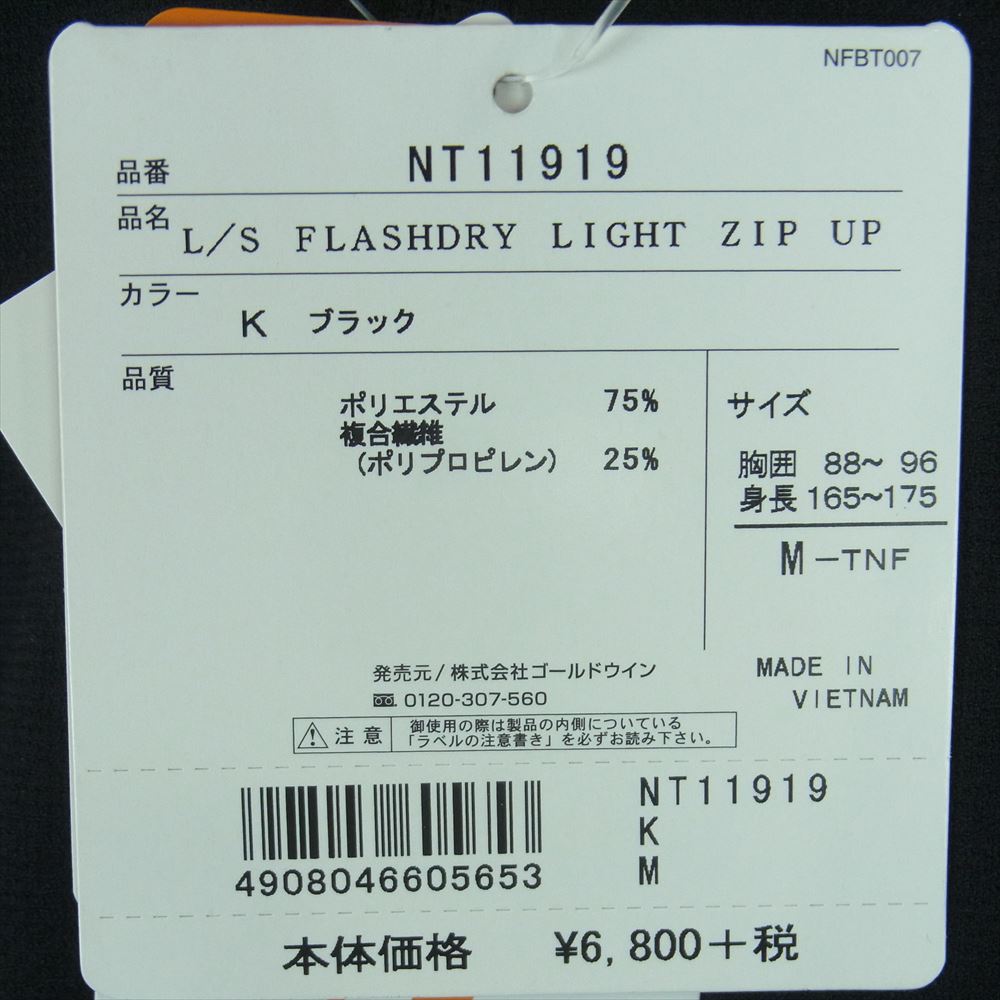 NFBT007
品番 NT11919
品名 L/S FLASHDRY LIGHT ZIP UP
カラー
K ブラック
品質
ポリエステル 75%
複合繊維
(ポリプロピレン) 25%
サイズ
胸囲 88~ 96
身長 165~175
M-TNF
発売元/株式会社ゴールドウイン
0120-307-560
MADE IN
VIETNAM
注意
御使用の際は製品の内側についている
「ラベルの注意書き」を必ずお読み下さい。
4908046605653
NT11919
K
M
本体価格 ¥6,800+税